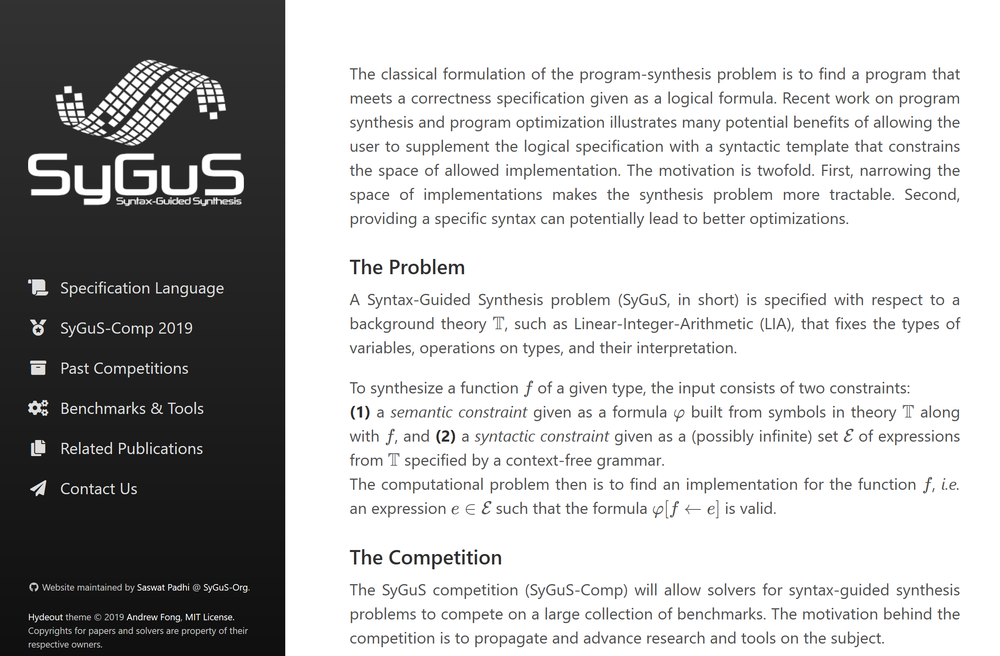 SyGuS
Syntax-Guided Synthesis
Specification Language
SyGuS-Comp 2019
Past Competitions
Benchmarks & Tools
Related Publications
Contact Us
Website maintained by Saswat Padhi @ SyGuS-Org.
Hydeout theme © 2019 Andrew Fong, MIT License.
Copyrights for papers and solvers are property of their
respective owners.
The classical formulation of the program-synthesis problem is to find a program that
meets a correctness specification given as a logical formula. Recent work on program
synthesis and program optimization illustrates many potential benefits of allowing the
user to supplement the logical specification with a syntactic template that constrains
the space of allowed implementation. The motivation is twofold. First, narrowing the
space of implementations makes the synthesis problem more tractable. Second,
providing a specific syntax can potentially lead to better optimizations.
The Problem
A Syntax-Guided Synthesis problem (SyGuS, in short) is specified with respect to a
background theory 𝕋, such as Linear-Integer-Arithmetic (LIA), that fixes the types of
variables, operations on types, and their interpretation.
To synthesize a function f of a given type, the input consists of two constraints:
(1) a semantic constraint given as a formula φ built from symbols in theory 𝕋 along
with f, and (2) a syntactic constraint given as a (possibly infinite) set ℰ of expressions
from 𝕋 specified by a context-free grammar.
The computational problem then is to find an implementation for the function f, i.e.
an expression e ∈ ℰ such that the formula φ[f ← e] is valid.
The Competition
The SyGuS competition (SyGuS-Comp) will allow solvers for syntax-guided synthesis
problems to compete on a large collection of benchmarks. The motivation behind the
competition is to propagate and advance research and tools on the subject.